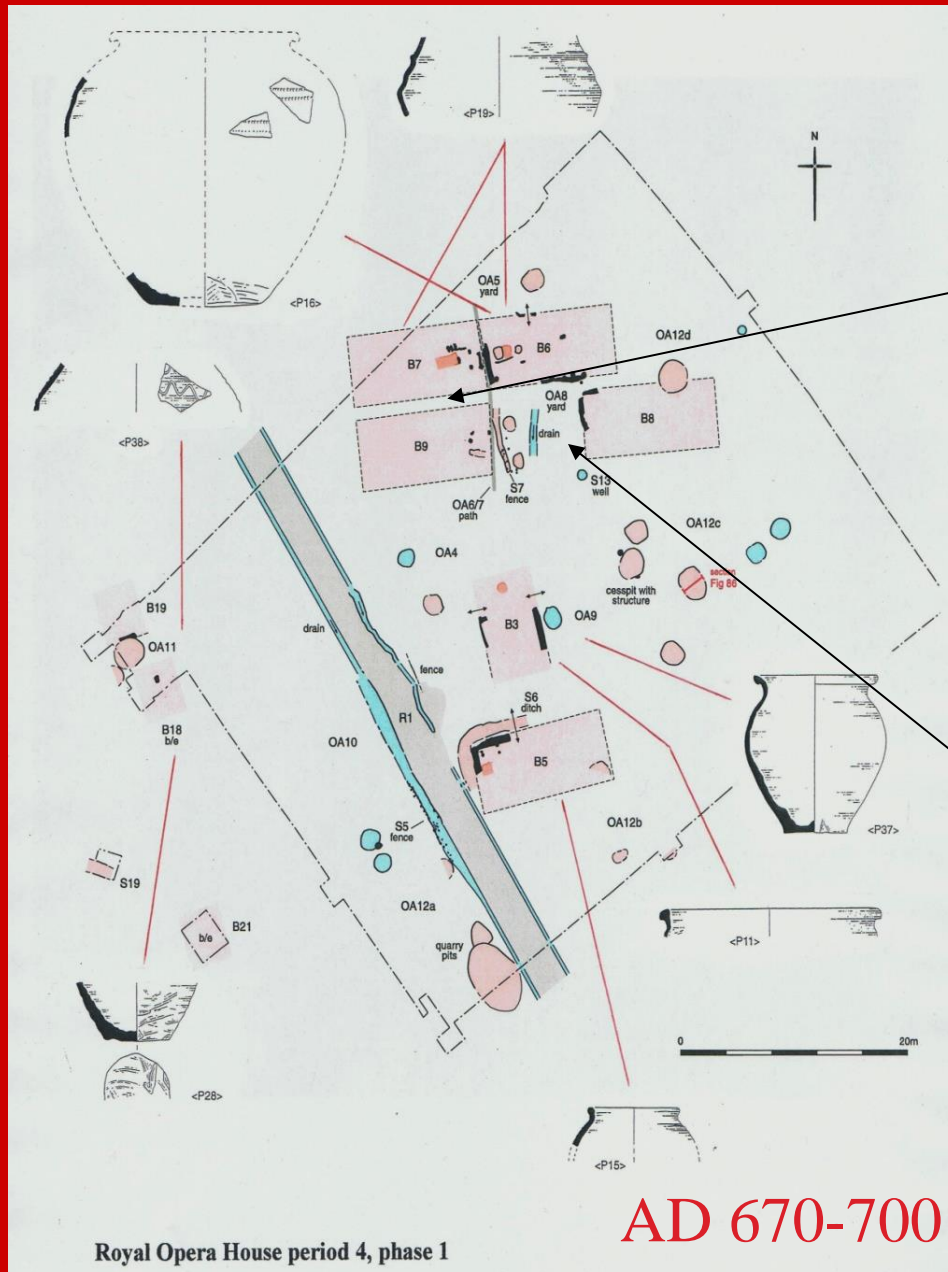 <P19>
N
<P16>
OA5
yard
OA12d
B7
B6
OA8
yard
B8
<P38>
B9
drain
S7
fence
S13
well
OA6/7
path
OA4
OA12c
section
Fig 86
cesspit with
structure
B19
OA11
B3
OA9
drain
fence
S6
ditch
B18
b/e
R1
OA10
B5
S5
fence
OA12b
<P37>
S19
OA12a
B21
b/e
quarry
pits
<P11>
0 20m
<P28>
<P15>
AD 670-700
Royal Opera House period 4, phase 1